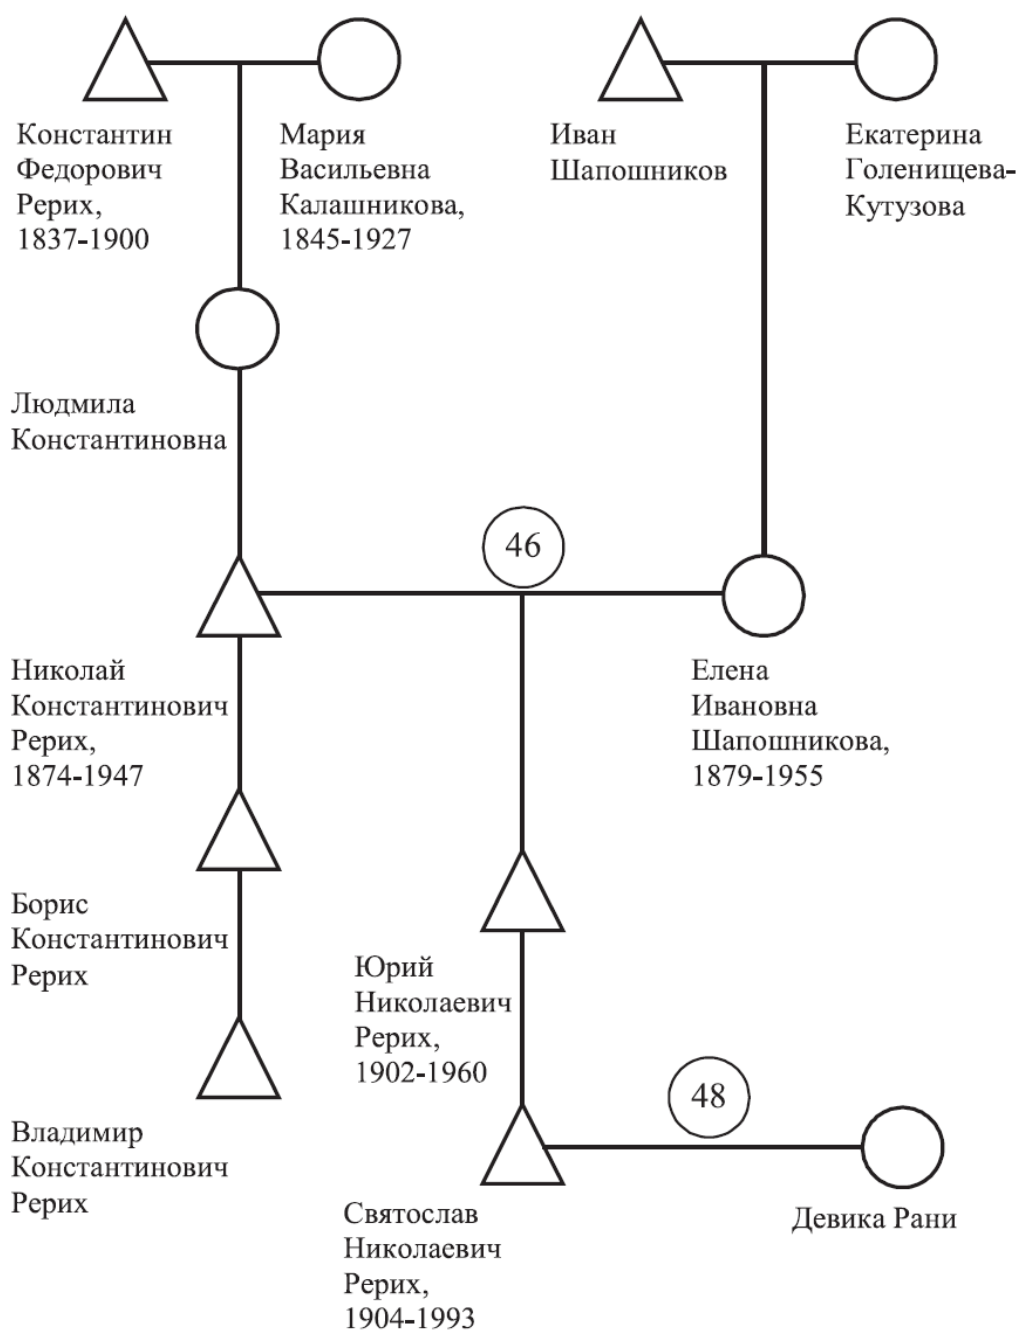 Константин
Федорович
Рерих,
1837-1900
Мария
Васильевна
Калашникова,
1845-1927
Иван
Шапошников
Екатерина
Голенищева-
Кутузова
Людмила
Константиновна
46
Николай
Константинович
Рерих,
1874-1947
Елена
Ивановна
Шапошникова,
1879-1955
Борис
Константинович
Рерих
Юрий
Николаевич
Рерих,
1902-1960
48
Владимир
Константинович
Рерих
Святослав
Николаевич
Рерих,
1904-1993
Девика Рани